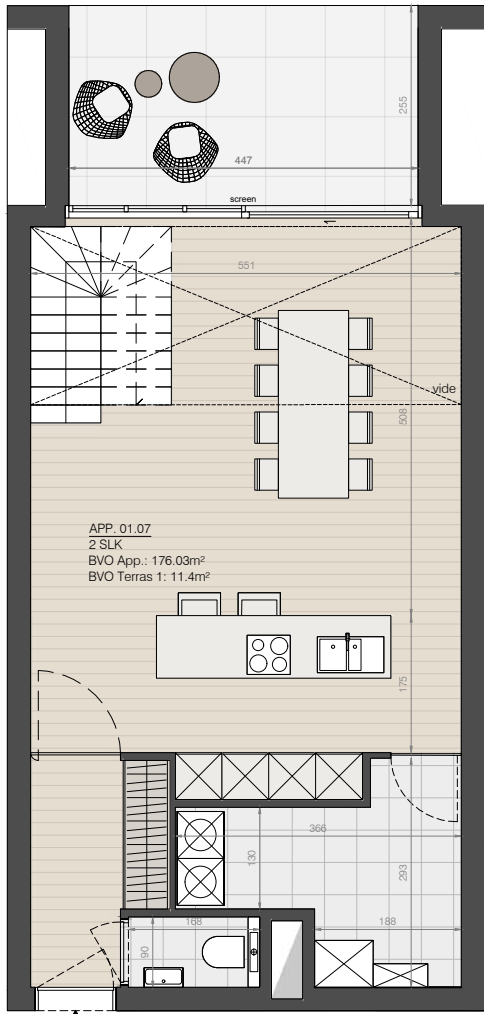 255
447
screen
1
551
vide
508
APP. 01.07
2 SLK
BVO App.: 176.03m²
BVO Terras 1: 11.4m²
175
366
130
293
168
188
90